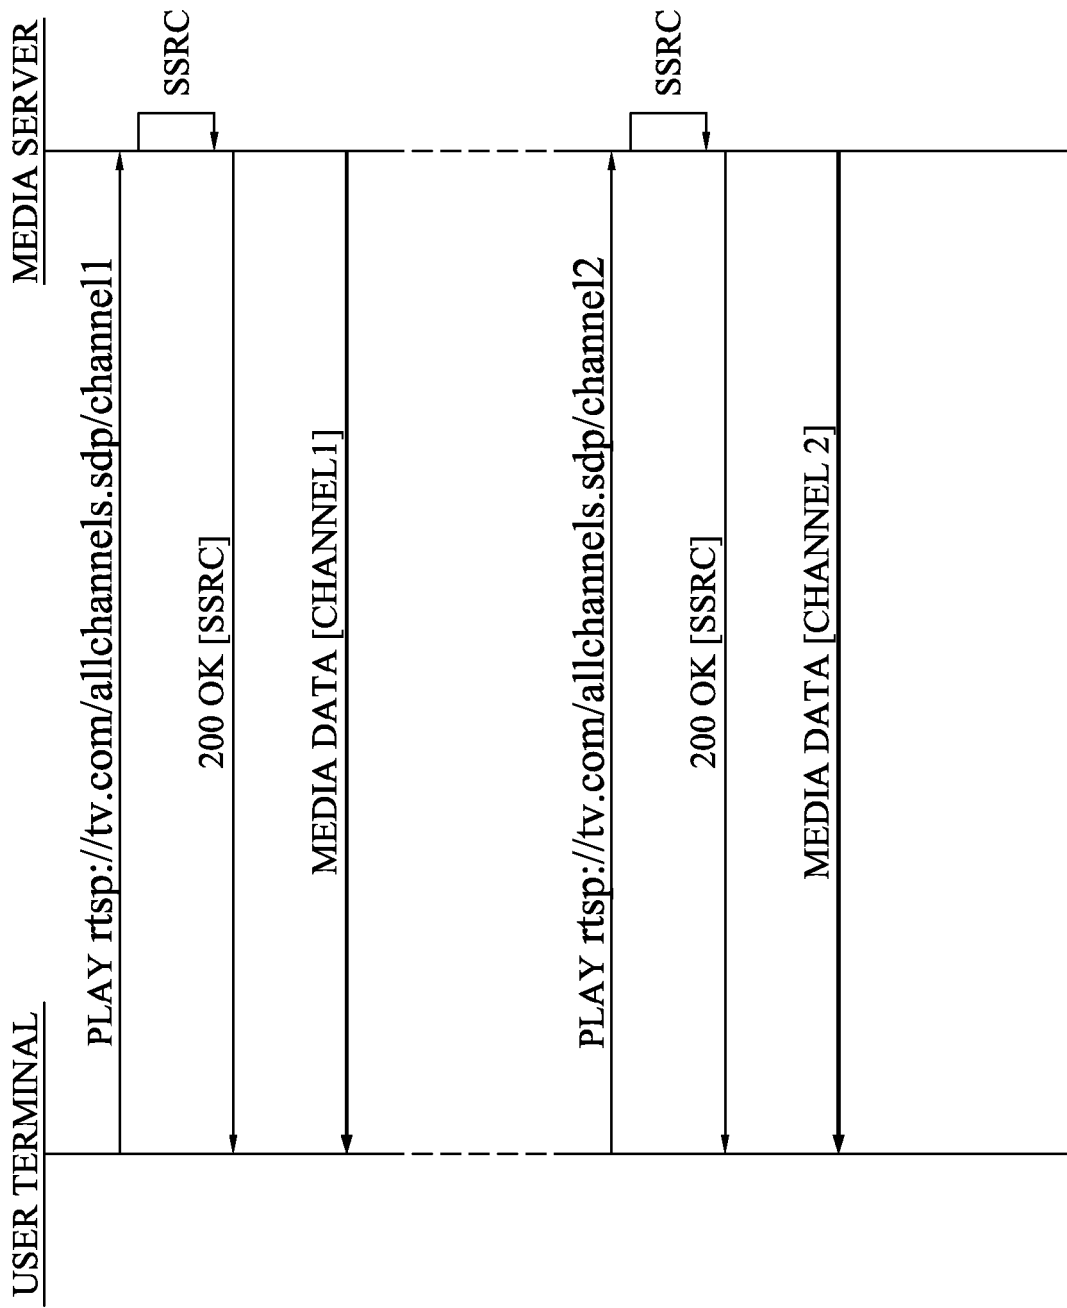 USER TERMINAL
MEDIA SERVER
PLAY rtsp://tv.com/allchannels.sdp/channel1
SSRC
200 OK [SSRC]
MEDIA DATA [CHANNEL1]
PLAY rtsp://tv.com/allchannels.sdp/channel2
SSRC
200 OK [SSRC]
MEDIA DATA [CHANNEL 2]